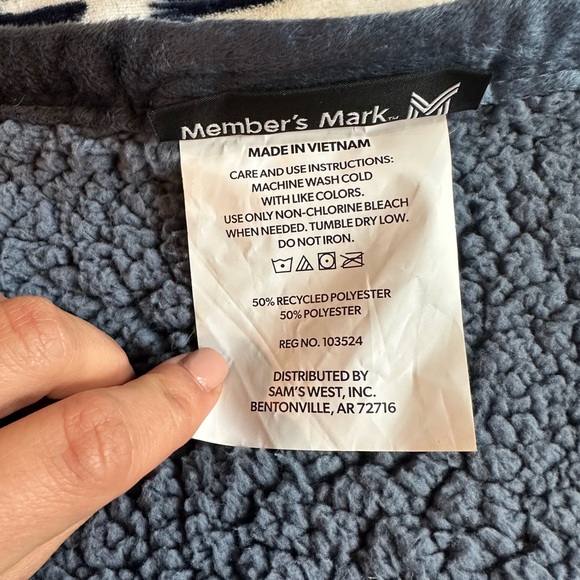 Member's Mark™
MADE IN VIETNAM
CARE AND USE INSTRUCTIONS:
MACHINE WASH COLD
WITH LIKE COLORS.
USE ONLY NON-CHLORINE BLEACH
WHEN NEEDED. TUMBLE DRY LOW.
DO NOT IRON.
50% RECYCLED POLYESTER
50% POLYESTER
REG NO. 103524
DISTRIBUTED BY
SAM'S WEST, INC.
BENTONVILLE, AR 72716